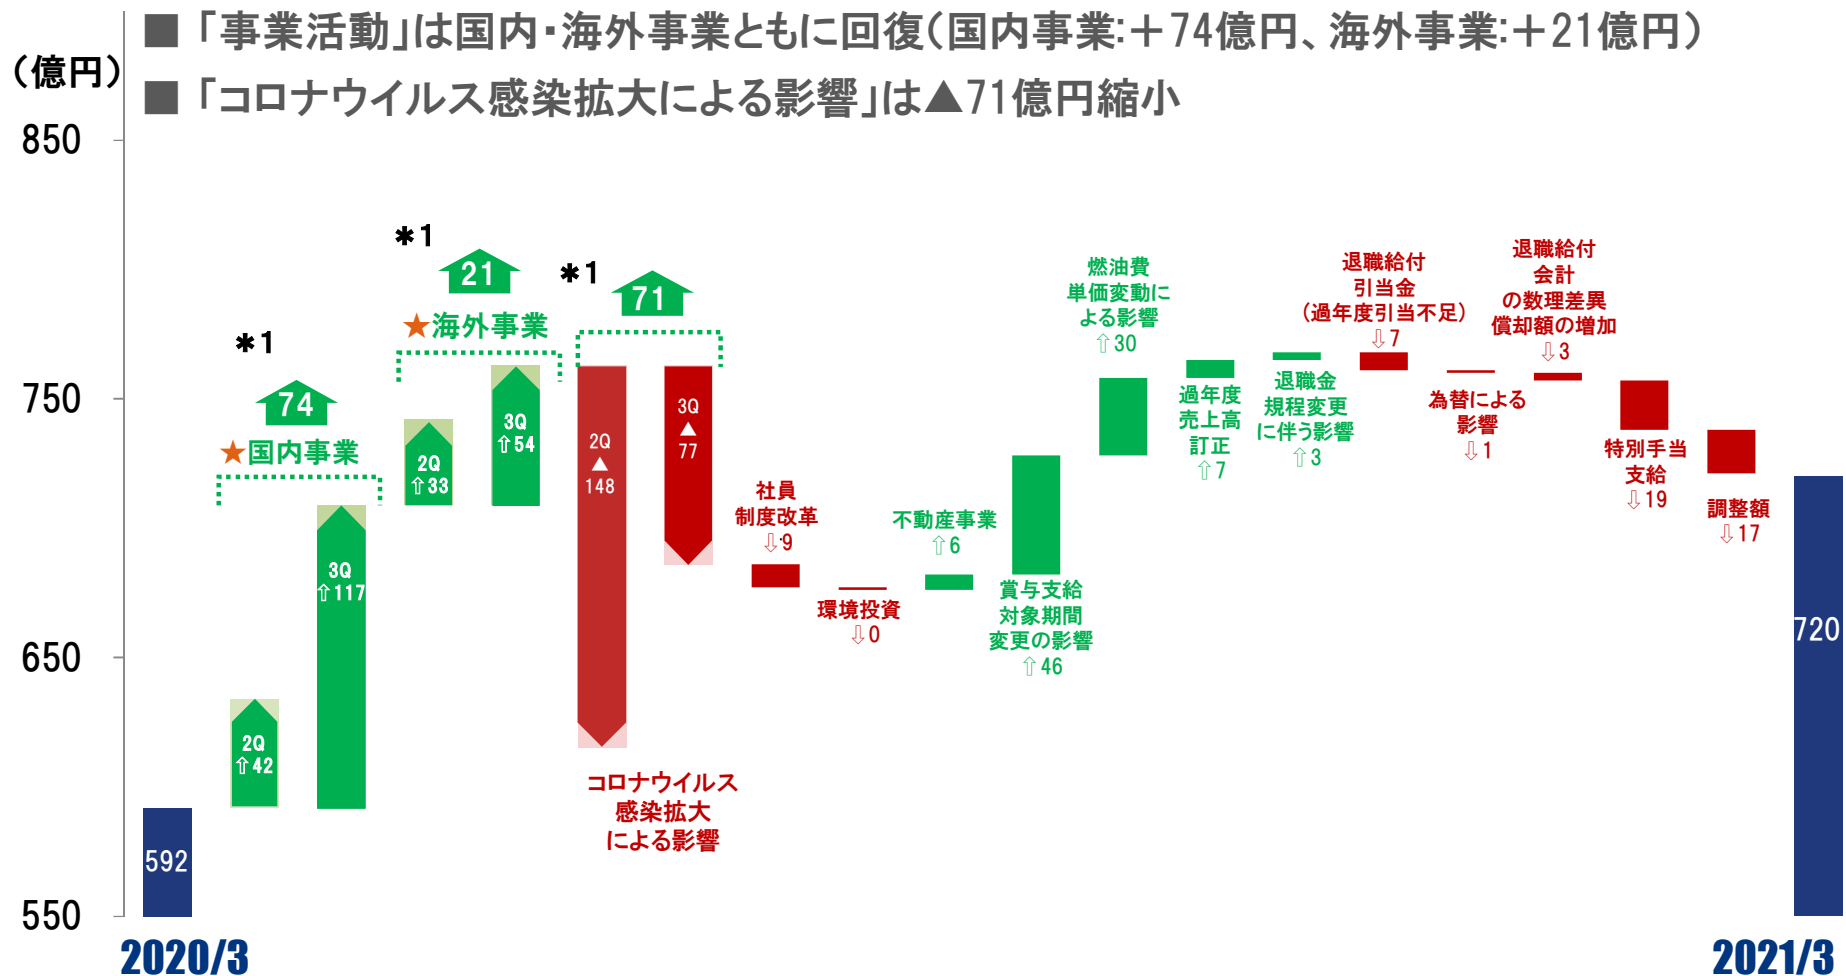 ■「事業活動」は国内・海外事業ともに回復（国内事業:＋74億円、海外事業:＋21億円）
（億円）
■「コロナウイルス感染拡大による影響」は▲71億円縮小
850
750
650
550
592
2020/3
＊1
74
★国内事業
2Q
⇧42
3Q
⇧117
＊1
21
★海外事業
2Q
⇧33
3Q
⇧54
＊1
71
2Q
▲
148
3Q
▲
77
コロナウイルス
感染拡大
による影響
社員
制度改革
⇩9
環境投資
⇩0
不動産事業
⇧6
賞与支給
対象期間
変更の影響
⇧46
燃油費
単価変動に
よる影響
⇧30
過年度
売上高
訂正
⇧7
退職金
規程変更
に伴う影響
⇧3
退職給付
引当金
（過年度引当不足）
⇩7
為替による
影響
⇩1
退職給付
会計
の数理差異
償却額の増加
⇩3
特別手当
支給
⇩19
調整額
⇩17
720
2021/3